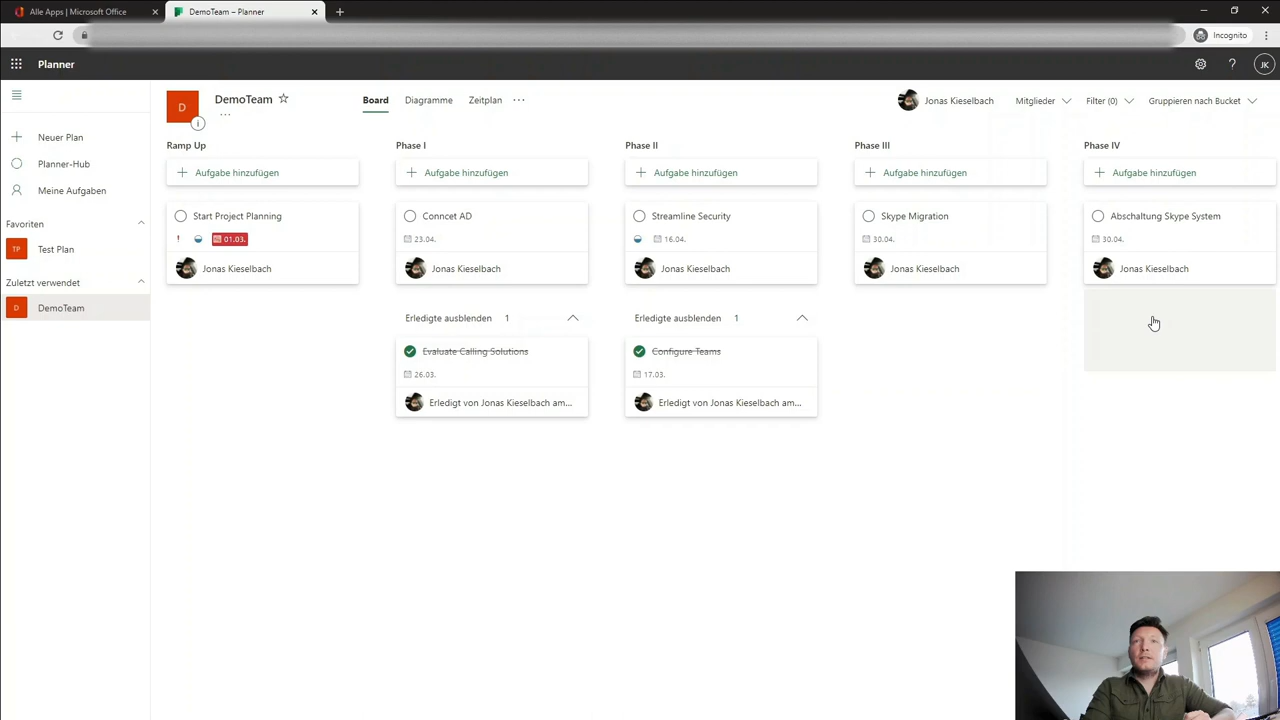 Alle Apps | Microsoft Office
DemoTeam – Planner
Incognito
Planner
JK
D
DemoTeam
Board
Diagramme
Zeitplan
Jonas Kieselbach
Mitglieder
Filter (0)
Gruppieren nach Bucket
Neuer Plan
Planner-Hub
Meine Aufgaben
Favoriten
TP
Test Plan
Zuletzt verwendet
D
DemoTeam
Ramp Up
Aufgabe hinzufügen
Start Project Planning
01.03.
Jonas Kieselbach
Phase I
Aufgabe hinzufügen
Conncet AD
23.04.
Jonas Kieselbach
Erledigte ausblenden 1
Evaluate Calling Solutions
26.03.
Erledigt von Jonas Kieselbach am...
Phase II
Aufgabe hinzufügen
Streamline Security
16.04.
Jonas Kieselbach
Erledigte ausblenden 1
Configure Teams
17.03.
Erledigt von Jonas Kieselbach am...
Phase III
Aufgabe hinzufügen
Skype Migration
30.04.
Jonas Kieselbach
Phase IV
Aufgabe hinzufügen
Abschaltung Skype System
30.04.
Jonas Kieselbach